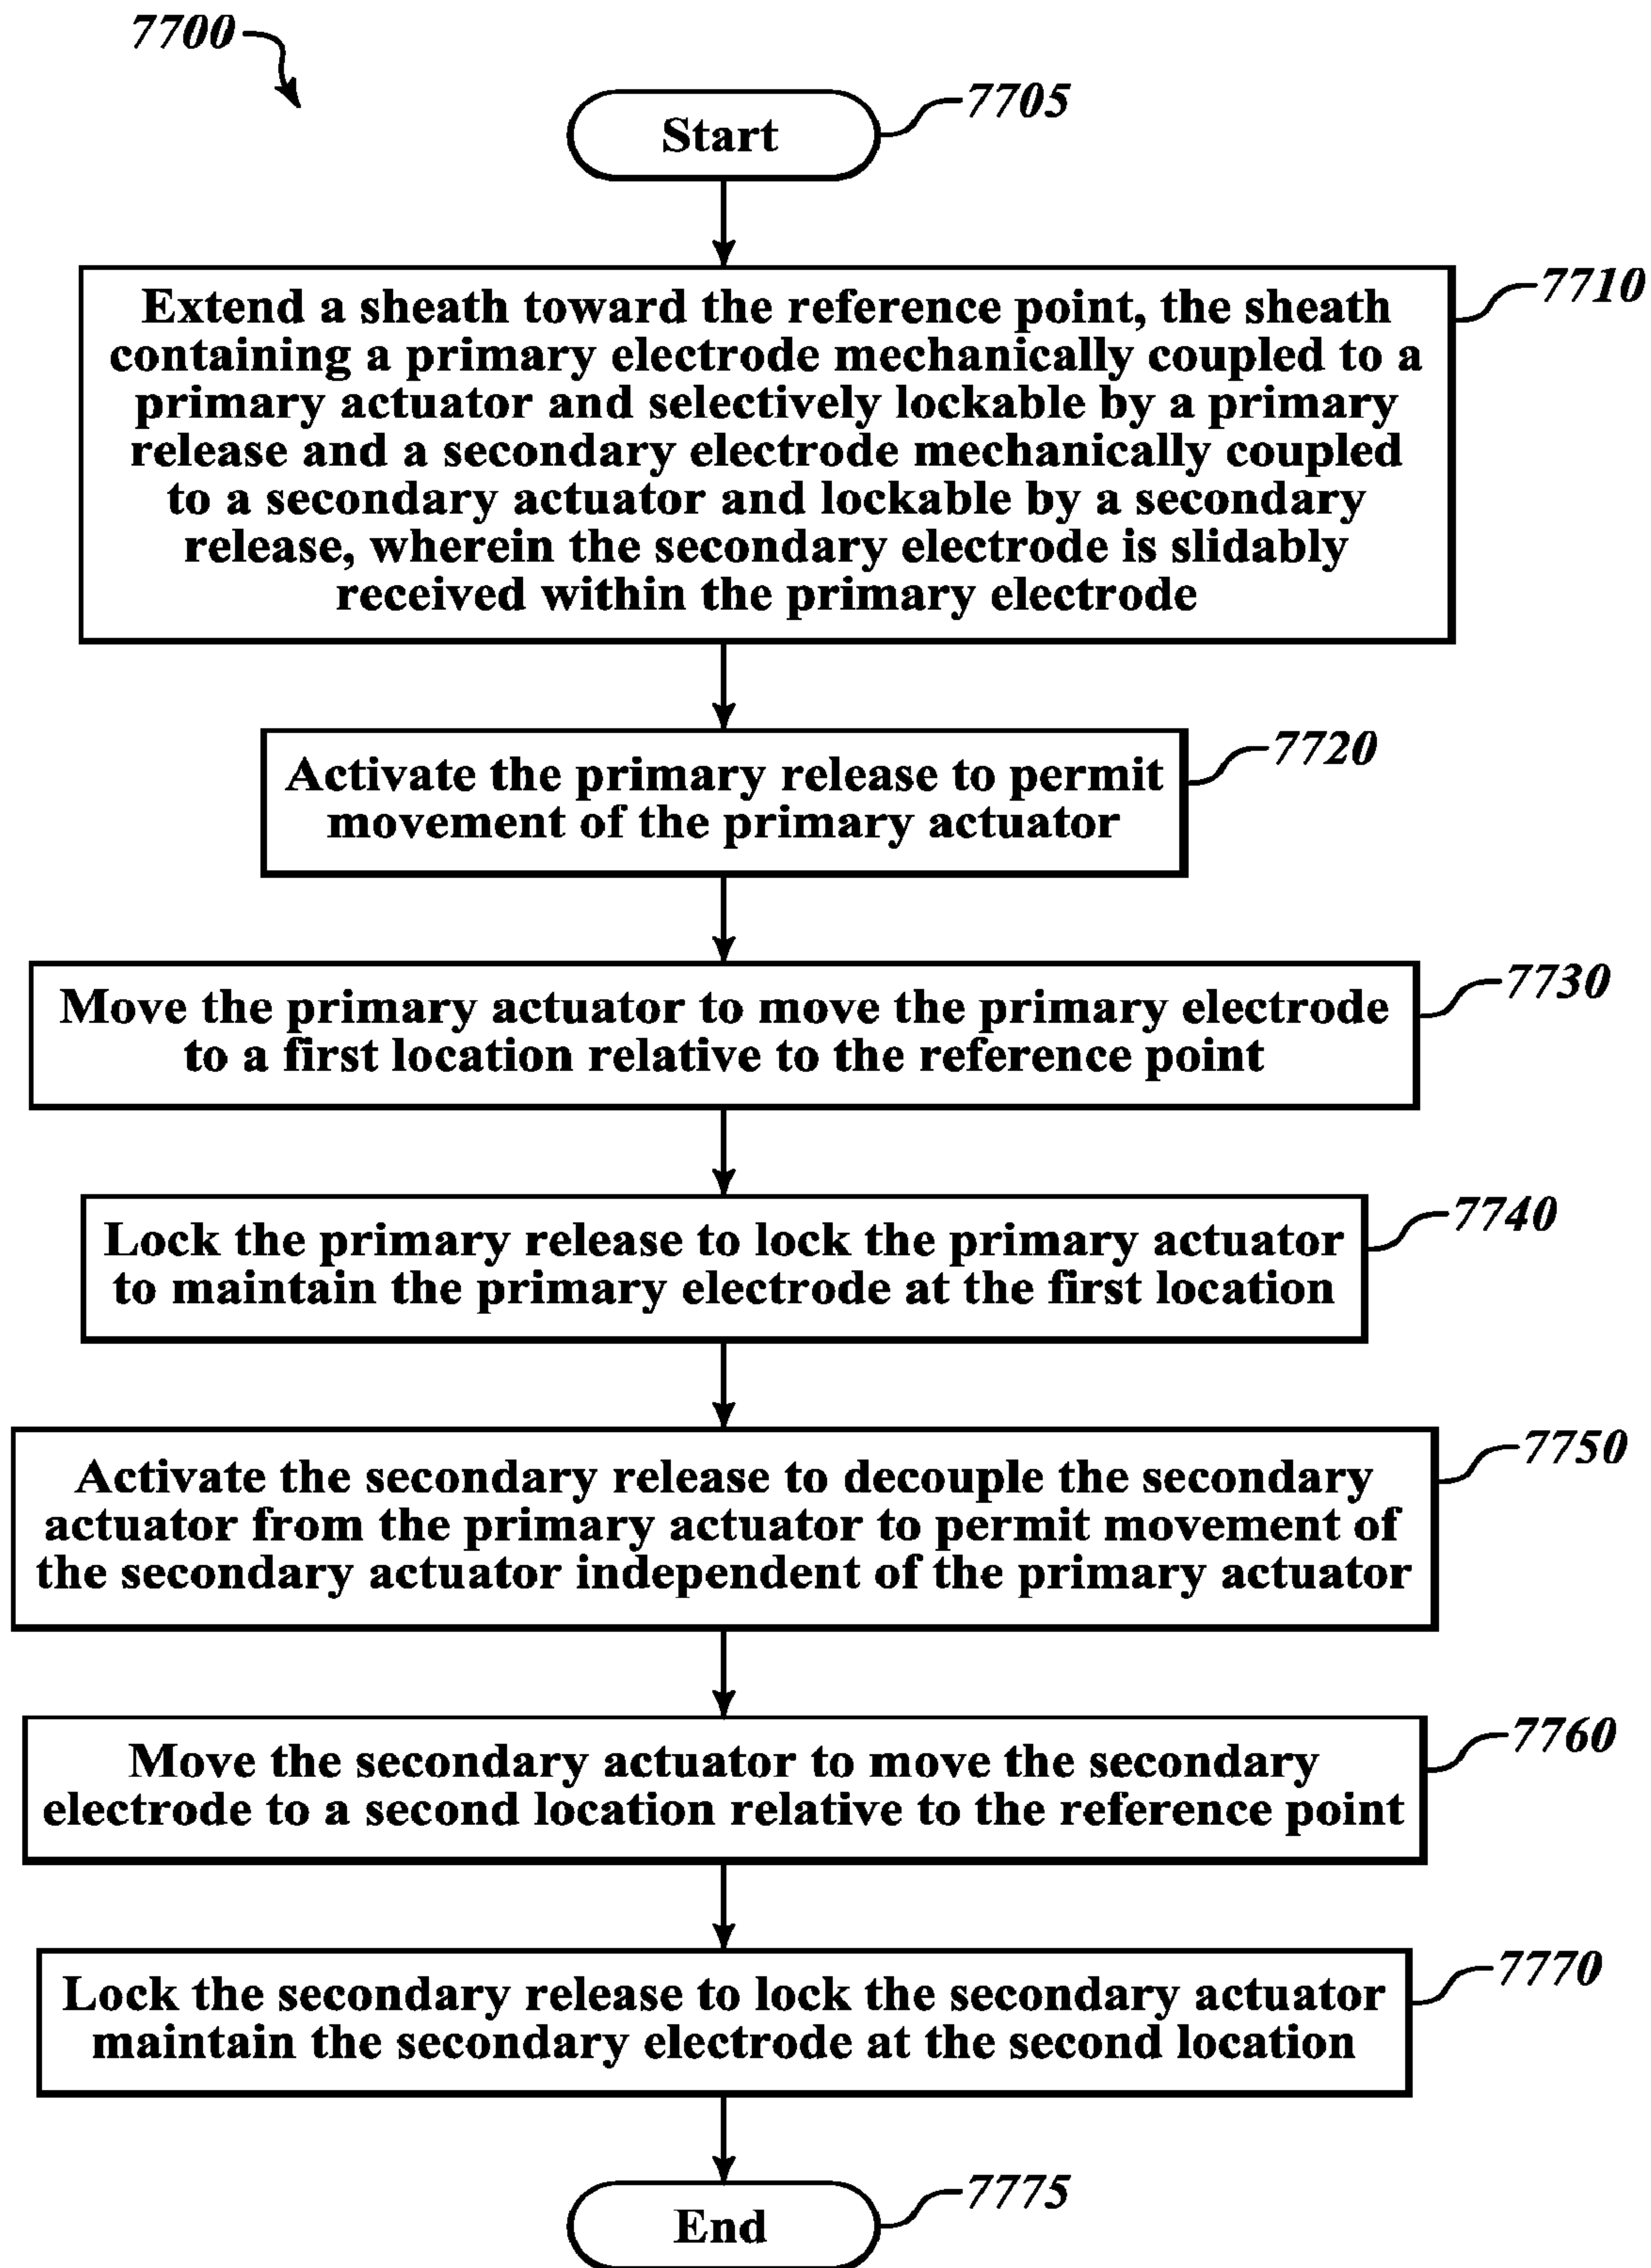 7700
7705
Start
7710
Extend a sheath toward the reference point, the sheath
containing a primary electrode mechanically coupled to a
primary actuator and selectively lockable by a primary
release and a secondary electrode mechanically coupled
to a secondary actuator and lockable by a secondary
release, wherein the secondary electrode is slidably
received within the primary electrode
7720
Activate the primary release to permit
movement of the primary actuator
7730
Move the primary actuator to move the primary electrode
to a first location relative to the reference point
7740
Lock the primary release to lock the primary actuator
to maintain the primary electrode at the first location
7750
Activate the secondary release to decouple the secondary
actuator from the primary actuator to permit movement of
the secondary actuator independent of the primary actuator
7760
Move the secondary actuator to move the secondary
electrode to a second location relative to the reference point
7770
Lock the secondary release to lock the secondary actuator
maintain the secondary electrode at the second location
7775
End